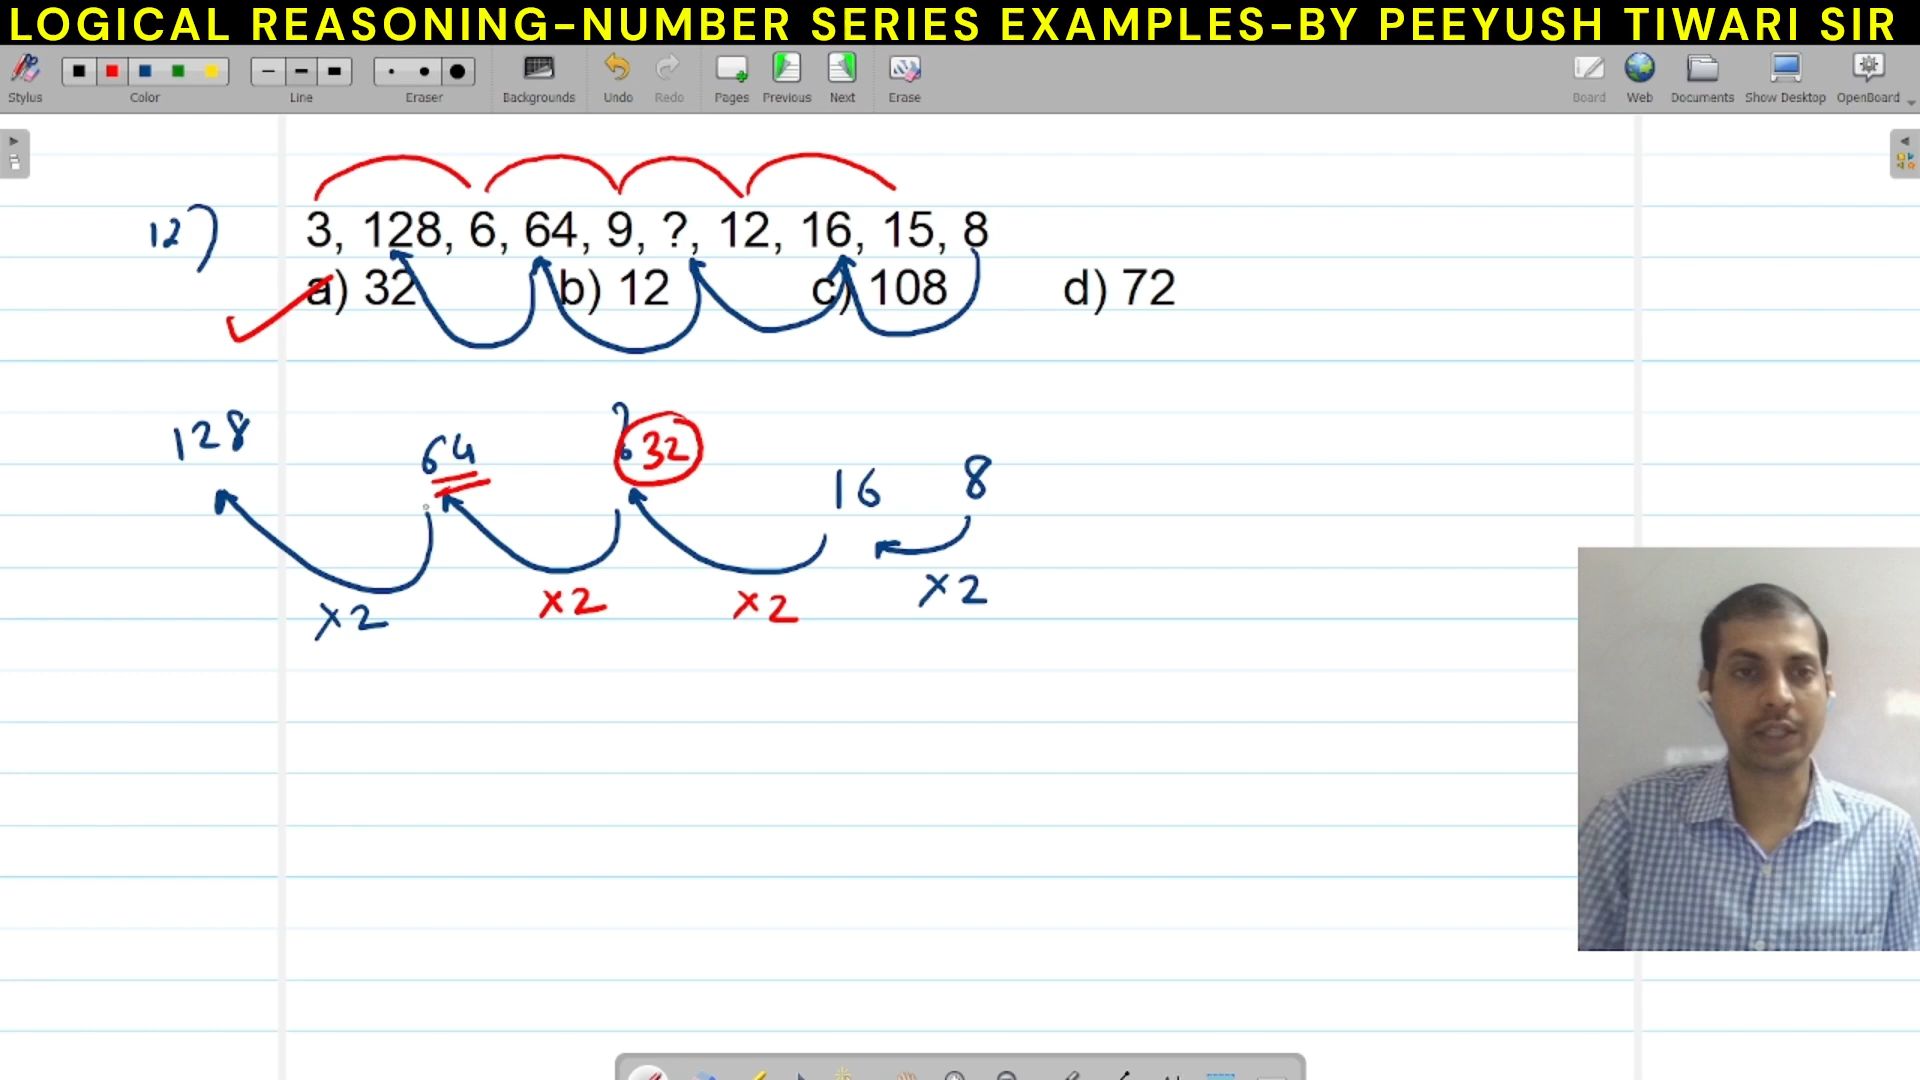 LOGICAL REASONING-NUMBER SERIES EXAMPLES-BY PEEYUSH TIWARI SIR
Stylus Color Line Eraser Backgrounds Undo Redo Pages Previous Next Erase Board Web Documents Show Desktop OpenBoard
12) 3, 128, 6, 64, 9, ?, 12, 16, 15, 8
a) 32 b) 12 c) 108 d) 72
128 64 ? 32 16 8
×2 ×2 ×2 ×2